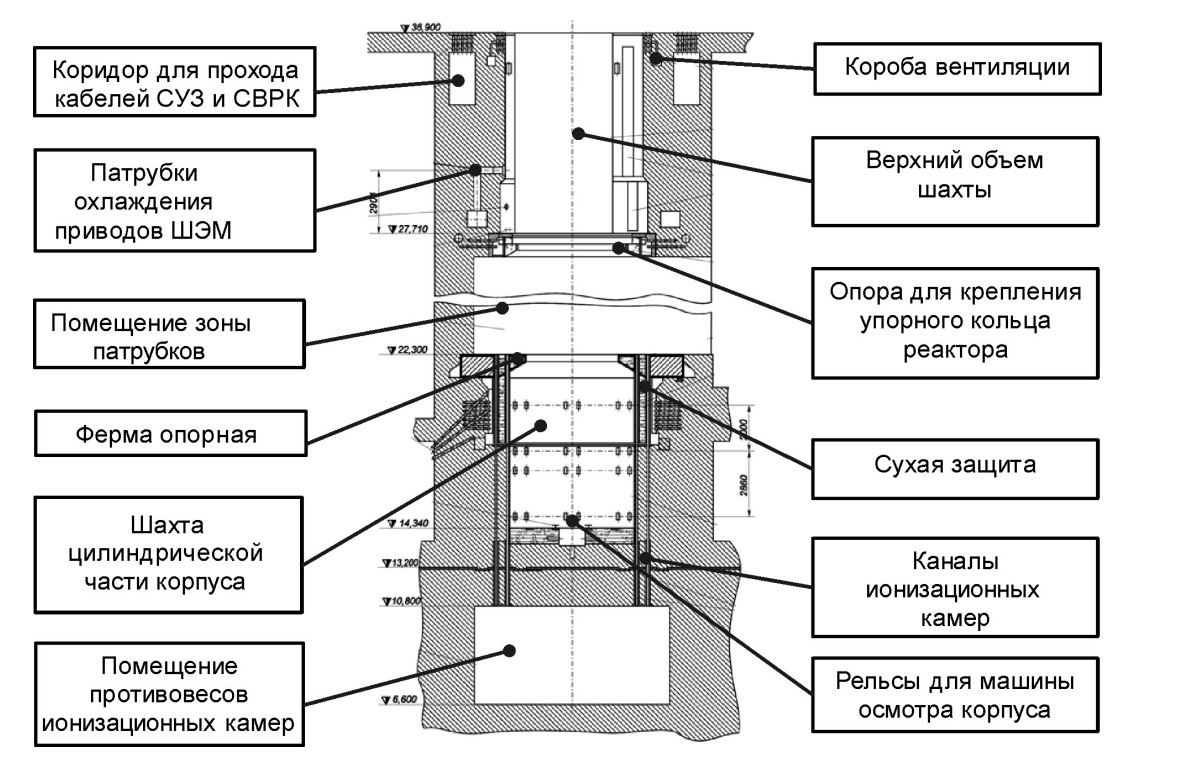 36,900
Коридор для прохода
кабелей СУЗ и СВРК
Короба вентиляции
Патрубки
охлаждения
приводов ШЭМ
Верхний объем
шахты
2904
27,710
Опора для крепления
упорного кольца
реактора
Помещение зоны
патрубков
22,300
Ферма опорная
2000
Сухая защита
2860
Шахта
цилиндрической
части корпуса
14,340
13,200
Каналы
ионизационных
камер
10,800
Помещение
противовесов
ионизационных камер
Рельсы для машины
осмотра корпуса
6,600